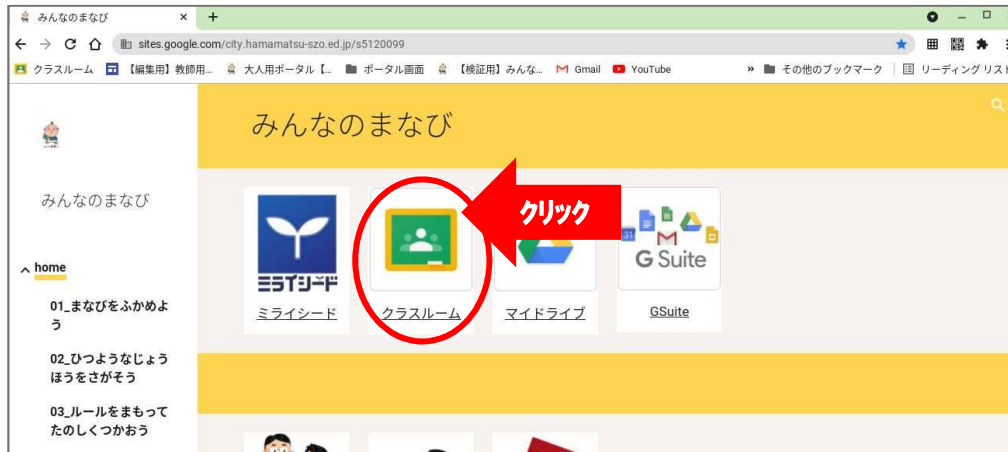 みんなのまなび
sites.google.com/city.hamamatsu-szo.ed.jp/s5120099
クラスルーム 【編集用】教師用... 大人用ポータル【... ポータル画面 【検証用】みんな... Gmail YouTube » その他のブックマーク リーディングリスト
みんなのまなび
みんなのまなび
home
01_まなびをふかめよ
う
02_ひつようなじょう
ほうをさがそう
03_ルールをまもって
たのしくつかおう
クリック
31
G Suite
ミライシード
ミライシード
クラスルーム
マイドライブ
GSuite